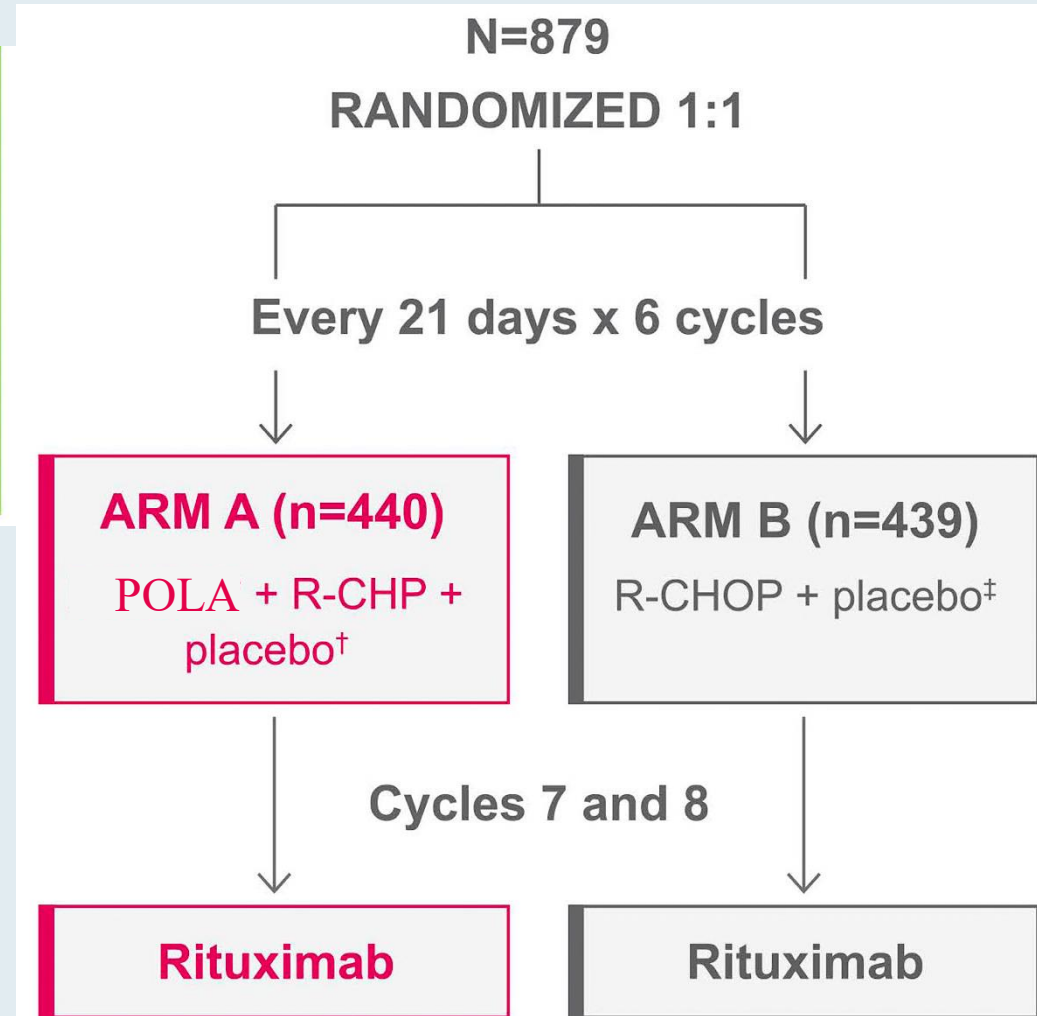 N=879
RANDOMIZED 1:1
Every 21 days x 6 cycles
ARM A (n=440)
POLA + R-CHP +
placebo†
ARM B (n=439)
R-CHOP + placebo‡
Cycles 7 and 8
Rituximab
Rituximab